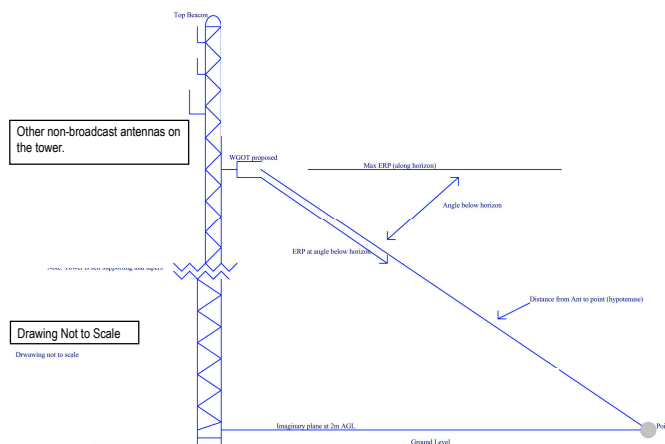 Top Beacon
Other non-broadcast antennas on
the tower.
WGOT proposed
Max ERP (along horizon)
Angle below horizon
ERP at angle below horizon
Note: Tower is self supporting and tapers
Distance from Ant to point (hypotenuse)
Drawing Not to Scale
Drwawing not to scale
Imaginary plane at 2m AGL
Ground Level